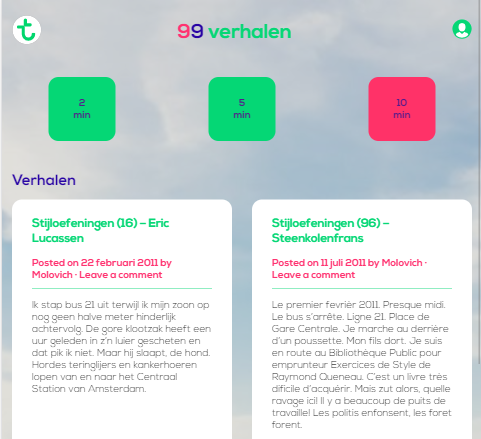 t
99 verhalen
2
min
5
min
10
min
Verhalen
Stijloefeningen (16) – Eric
Lucassen
Posted on 22 februari 2011 by
Molovich · Leave a comment
Ik stap bus 21 uit terwijl ik mijn zoon op
nog geen halve meter hinderlijk
achtervolg. De gore klootzak heeft een
uur geleden in z'n luier gescheten en
dat pik ik niet. Maar hij slaapt, de hond.
Hordes teringlijers en kankerhoeren
lopen van en naar het Centraal
Station van Amsterdam.
Stijloefeningen (96) –
Steenkolenfrans
Posted on 11 juli 2011 by Molovich ·
Leave a comment
Le premier fevriér 2011. Presque midi.
Le bus s'arrête. Ligne 21. Place de
Gare Centrale. Je marche au derrière
d'un poussette. Mon fils dort. Je suis
en route au Bibliothèque Public pour
emprunteur Exercices de Style de
Raymond Queneau. C'est un livre très
dificile d'acquérir. Mais zut alors, quelle
ravage ici! Il y a beaucoup de puits de
travaille! Les politis enfonsent, les foret
forent.